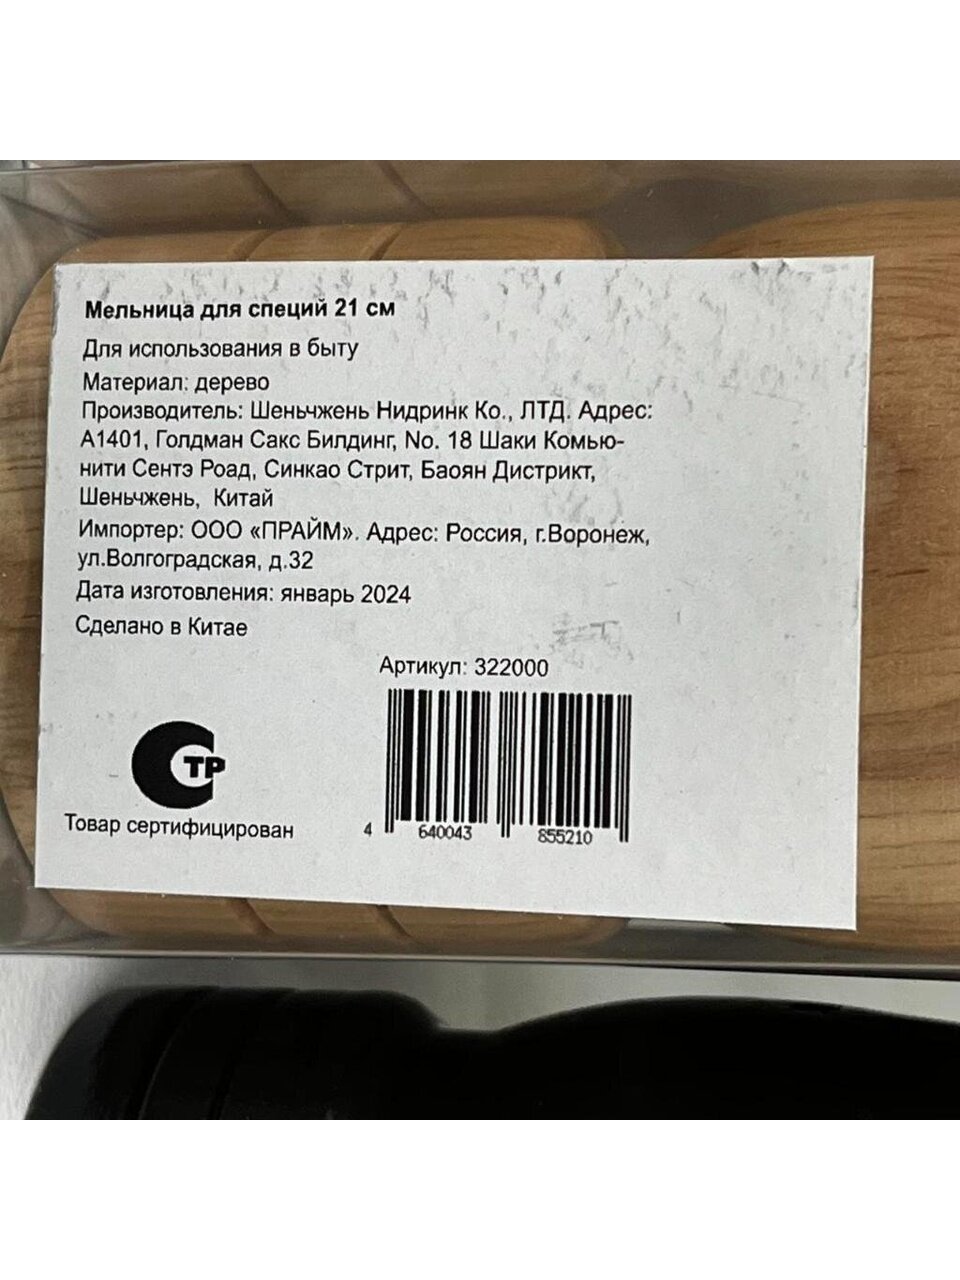 Мельница для специй 21 см
Для использования в быту
Материал: дерево
Производитель: Шеньчжень Нидринк Ко., ЛТД. Адрес:
А1401, Голдман Сакс Билдинг, No. 18 Шаки Комью-
нити Сентэ Роад, Синкао Стрит, Баоян Дистрикт,
Шеньчжень, Китай
Импортер: ООО «ПРАЙМ». Адрес: Россия, г.Воронеж,
ул.Волгоградская, д.32
Дата изготовления: январь 2024
Сделано в Китае
Артикул: 322000
ТР
Товар сертифицирован
4 640043 855210